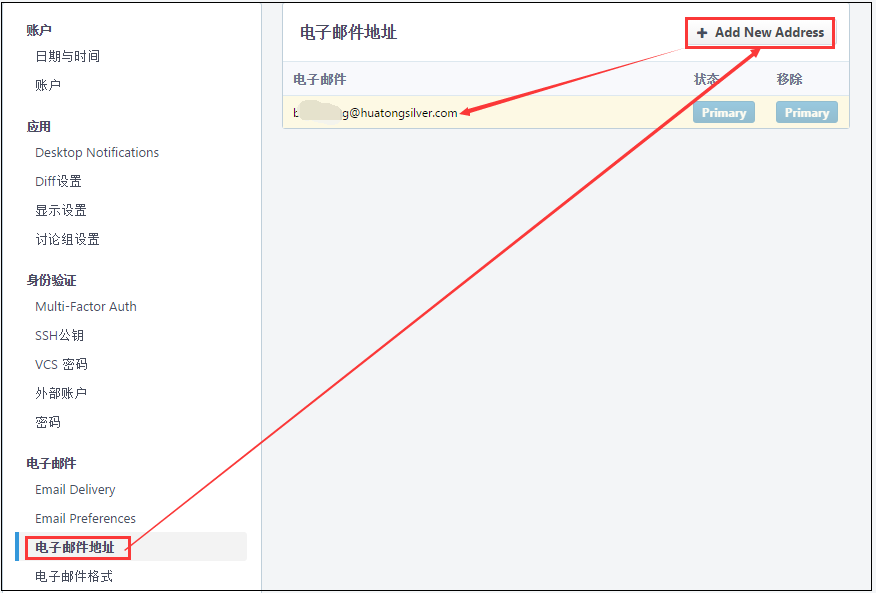 账户
日期与时间
账户
应用
Desktop Notifications
Diff设置
显示设置
讨论组设置
身份验证
Multi-Factor Auth
SSH公钥
VCS 密码
外部账户
密码
电子邮件
Email Delivery
Email Preferences
电子邮件地址
电子邮件格式
电子邮件地址
+ Add New Address
电子邮件 状态 移除
g@huatongsilver.com Primary Primary